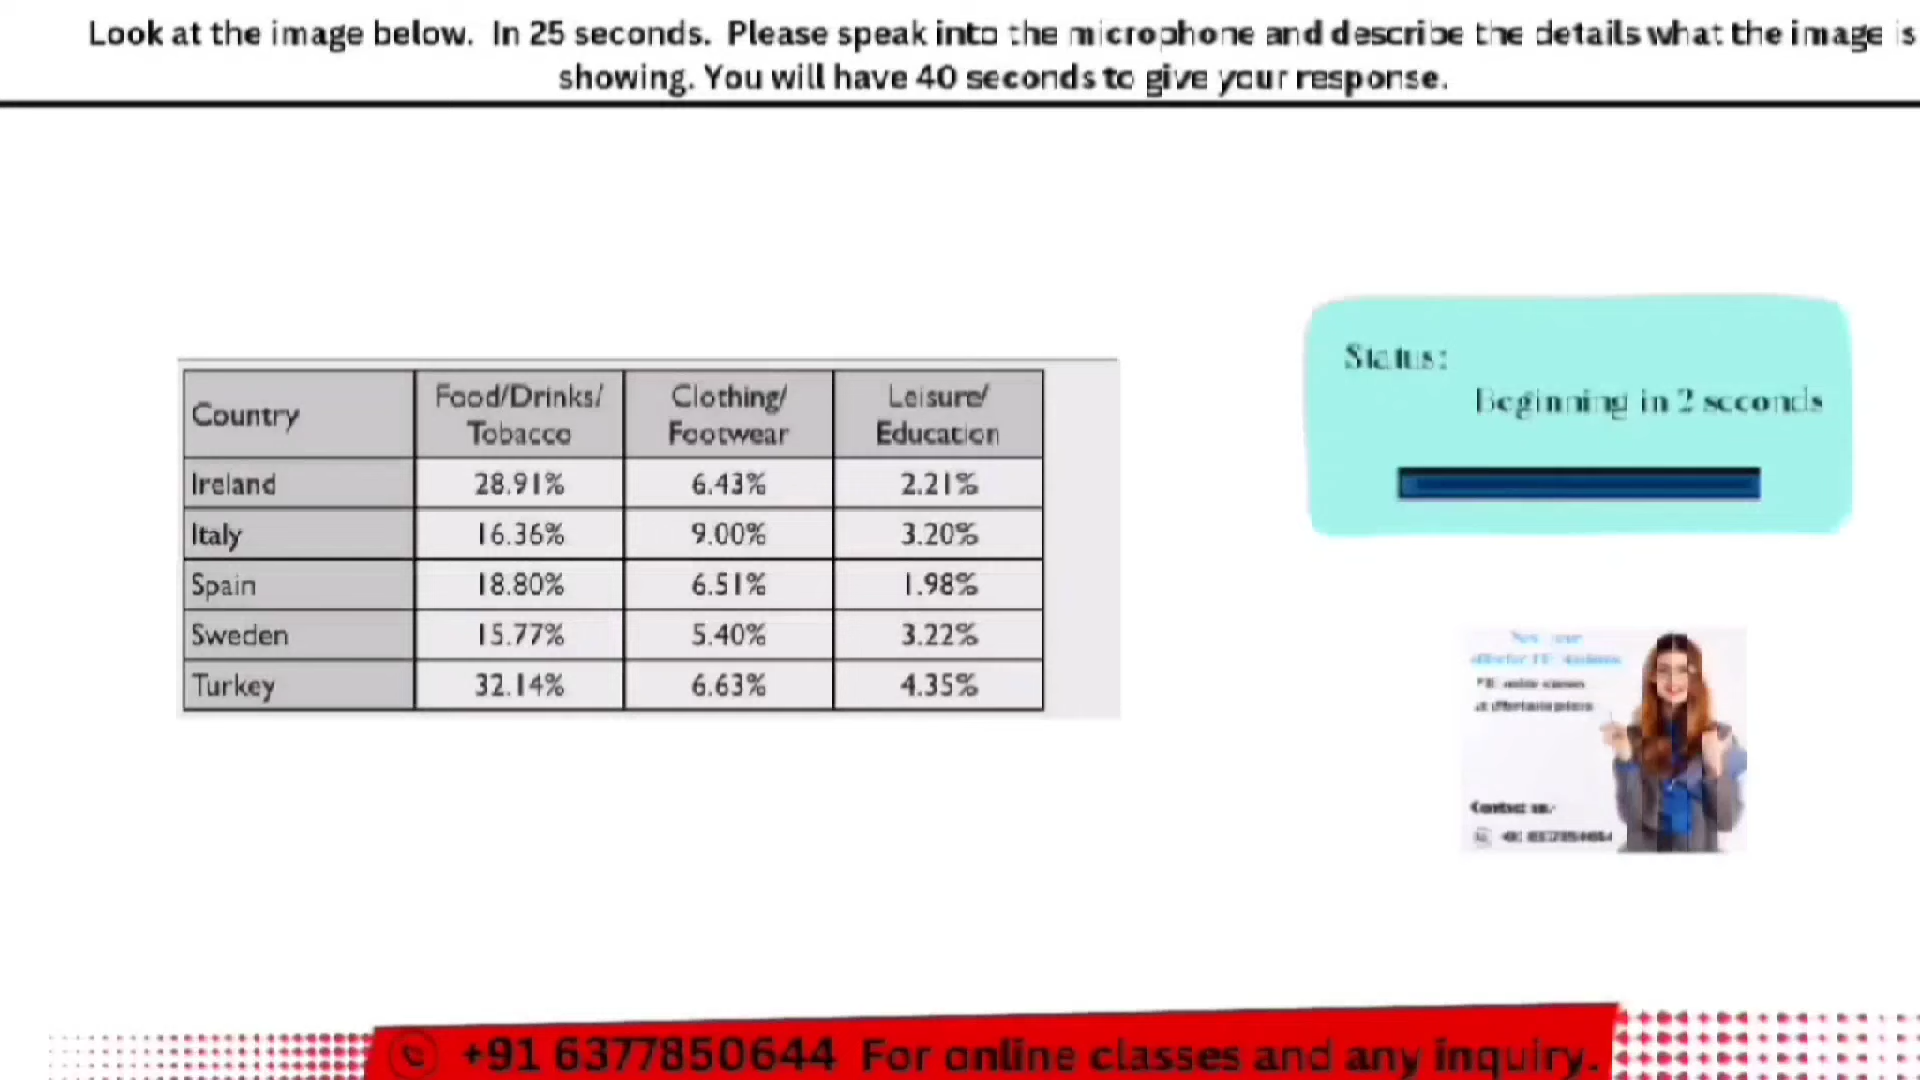 Look at the image below. In 25 seconds. Please speak into the microphone and describe the details what the image is
showing. You will have 40 seconds to give your response.
Country Food/Drinks/ Tobacco Clothing/ Footwear Leisure/ Education
Ireland 28.91% 6.43% 2.21%
Italy 16.36% 9.00% 3.20%
Spain 18.80% 6.51% 1.98%
Sweden 15.77% 5.40% 3.22%
Turkey 32.14% 6.63% 4.35%
Status:
Beginning in 2 seconds
Contact us:-
+91 6377850644 For online classes and any inquiry.